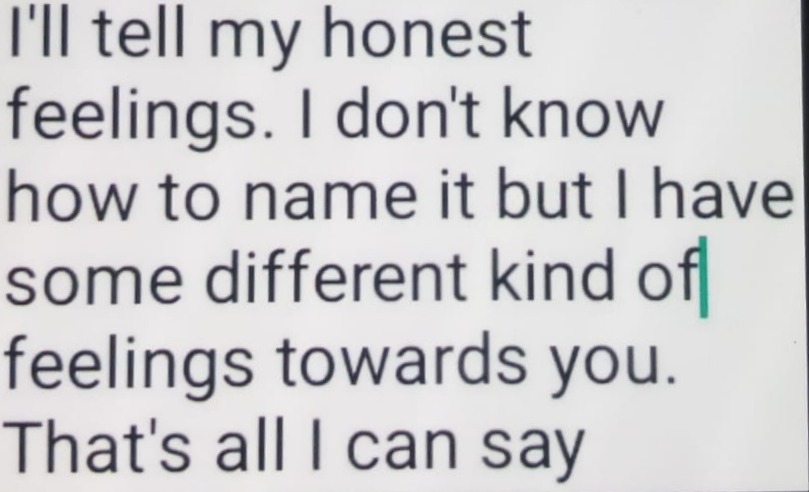 I'll tell my honest
feelings. I don't know
how to name it but I have
some different kind of
feelings towards you.
That's all I can say